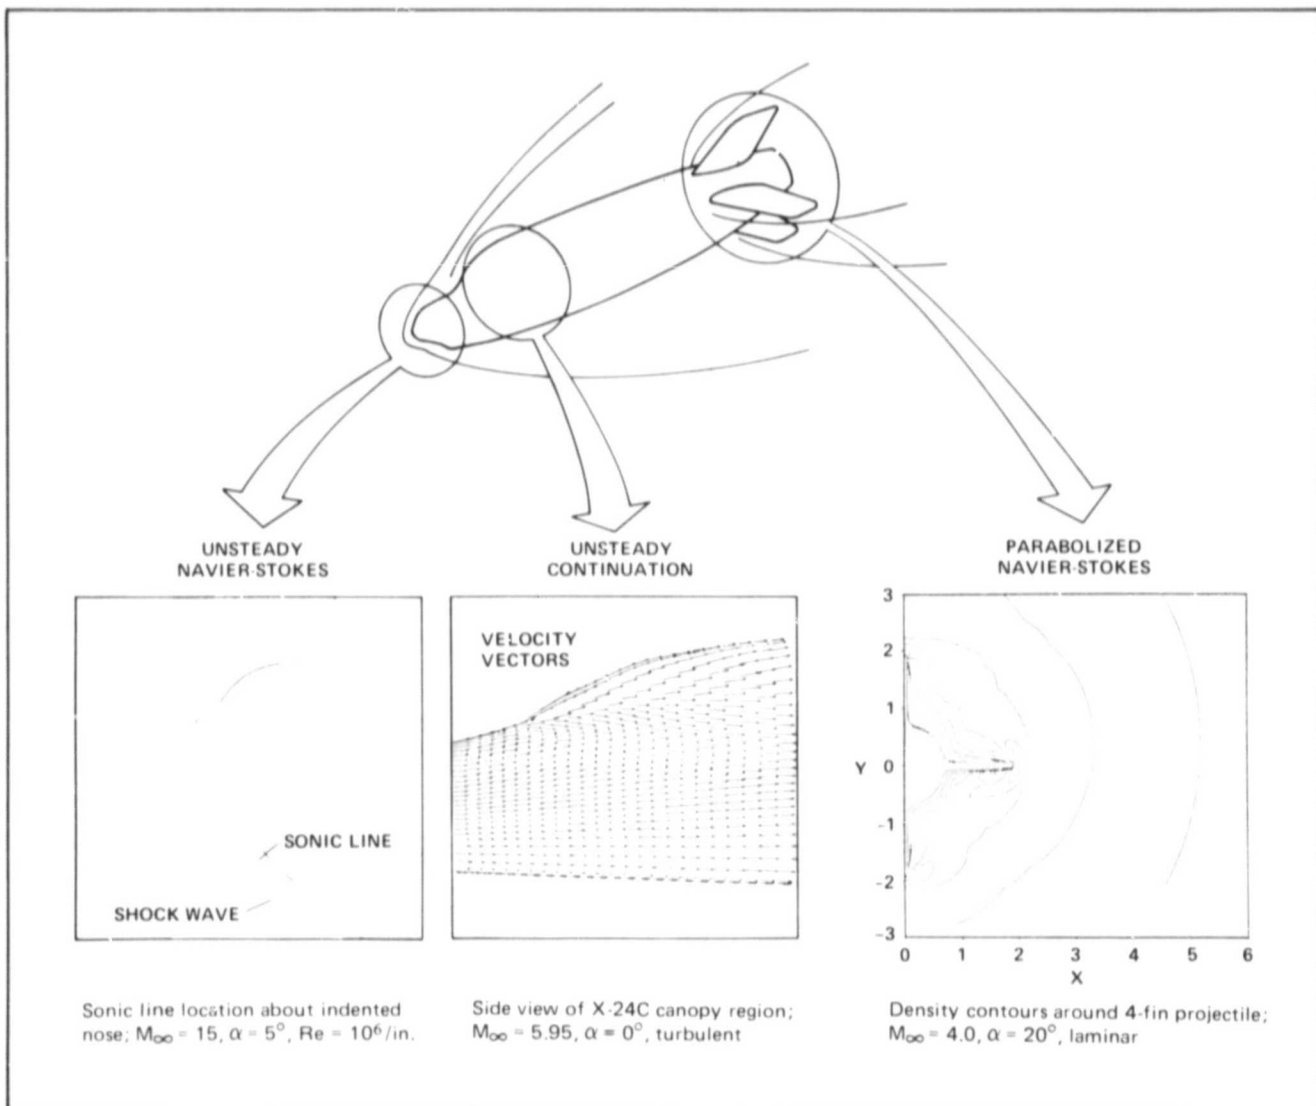 UNSTEADY
NAVIER-STOKES
UNSTEADY
CONTINUATION
PARABOLIZED
NAVIER-STOKES
SONIC LINE
SHOCK WAVE
VELOCITY
VECTORS
3
2
1
Y 0
-1
-2
-3
0 1 2 3 4 5 6
X
Sonic line location about indented
nose; M∞ = 15, α = 5°, Re = 10⁶/in.
Side view of X-24C canopy region;
M∞ = 5.95, α = 0°, turbulent
Density contours around 4-fin projectile;
M∞ = 4.0, α = 20°, laminar